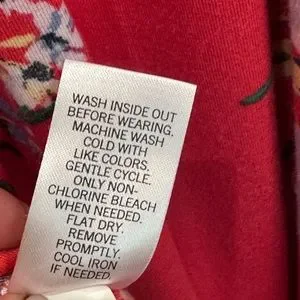 WASH INSIDE OUT
BEFORE WEARING.
MACHINE WASH
COLD WITH
LIKE COLORS.
GENTLE CYCLE.
ONLY NON-
CHLORINE BLEACH
WHEN NEEDED.
FLAT DRY.
REMOVE
PROMPTLY.
COOL IRON
IF NEEDED.